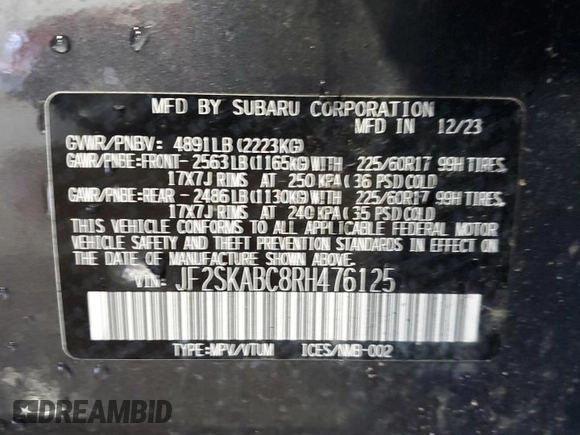 MFD BY SUBARU CORPORATION
MFD IN 12/23
GVWR/PNBV: 4891LB(2223KG)
GAWR/PNBE:FRONT- 2563LB(1165KG)WITH - 225/60R17 99H TIRES,
17X7J RIMS AT 250 KPA( 36 PSI)COLD
GAWR/PNBE:REAR - 2486LB(1130KG)WITH - 225/60R17 99H TIRES,
17X7J RIMS AT 240 KPA( 35 PSI)COLD
THIS VEHICLE CONFORMS TO ALL APPLICABLE FEDERAL MOTOR
VEHICLE SAFETY AND THEFT PREVENTION STANDARDS IN EFFECT ON
THE DATE OF MANUFACTURE SHOWN ABOVE.
VIN: JF2SKABC8RH476125
TYPE:MPV/VTUM ICES/NMB-002
DREAMBID